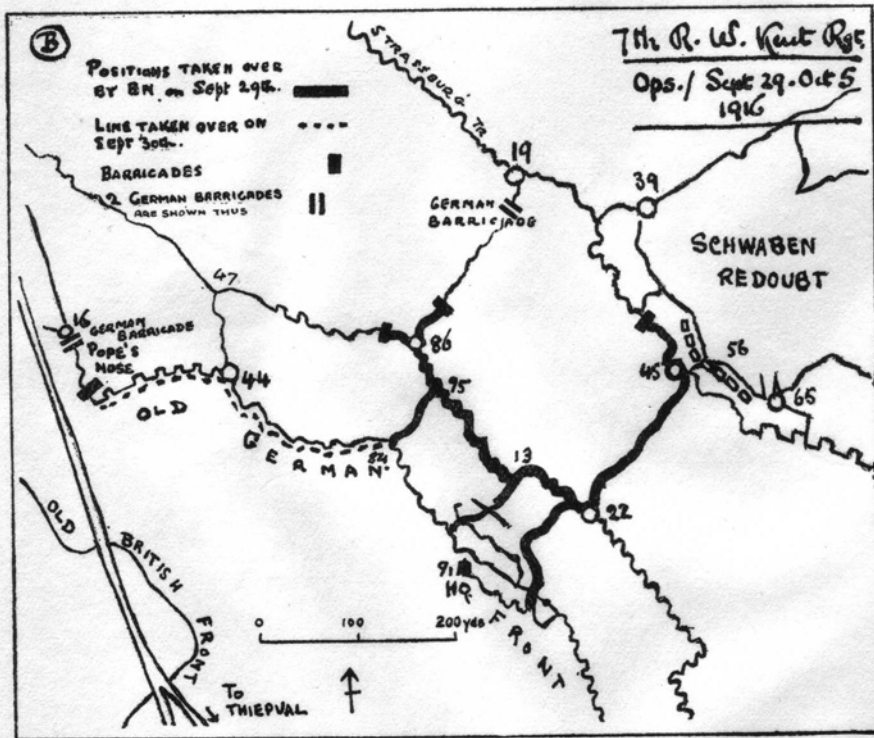 B
7th R. W. Kent Rgt.
Ops./ Sept 29. Oct 5
1916
POSITIONS TAKEN OVER
BY BN. on Sept 29th.
LINE TAKEN OVER ON
Sept 30th.
BARRICADES
2 GERMAN BARRIGADES
ARE SHOWN THUS
STRASSBURG TR
19
39
GERMAN
BARRICADE
SCHWABEN
REDOUBT
47
16
GERMAN
BARRICADE
POPE'S
NOSE
86
44
95
45
56
65
OLD
GERMAN
84
13
22
OLD
BRITISH
FRONT
91
HQ
FRONT
0 100 200 yds
To
THIEPVAL